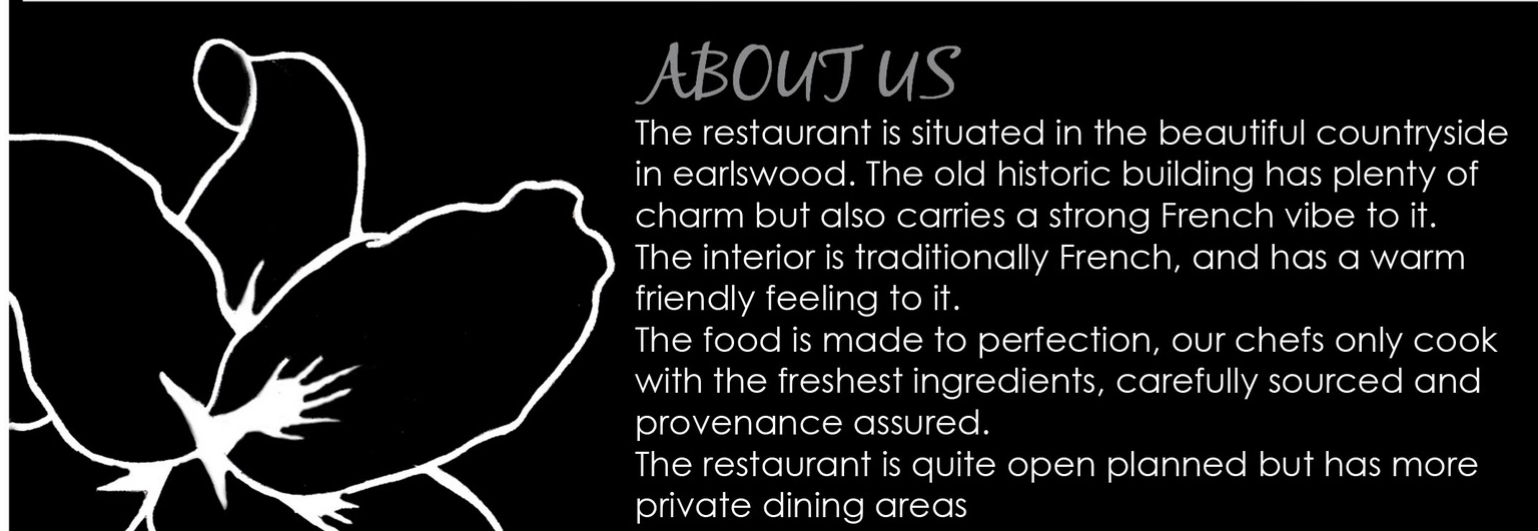 ABOUT US
The restaurant is situated in the beautiful countryside
in earlswood. The old historic building has plenty of
charm but also carries a strong French vibe to it.
The interior is traditionally French, and has a warm
friendly feeling to it.
The food is made to perfection, our chefs only cook
with the freshest ingredients, carefully sourced and
provenance assured.
The restaurant is quite open planned but has more
private dining areas